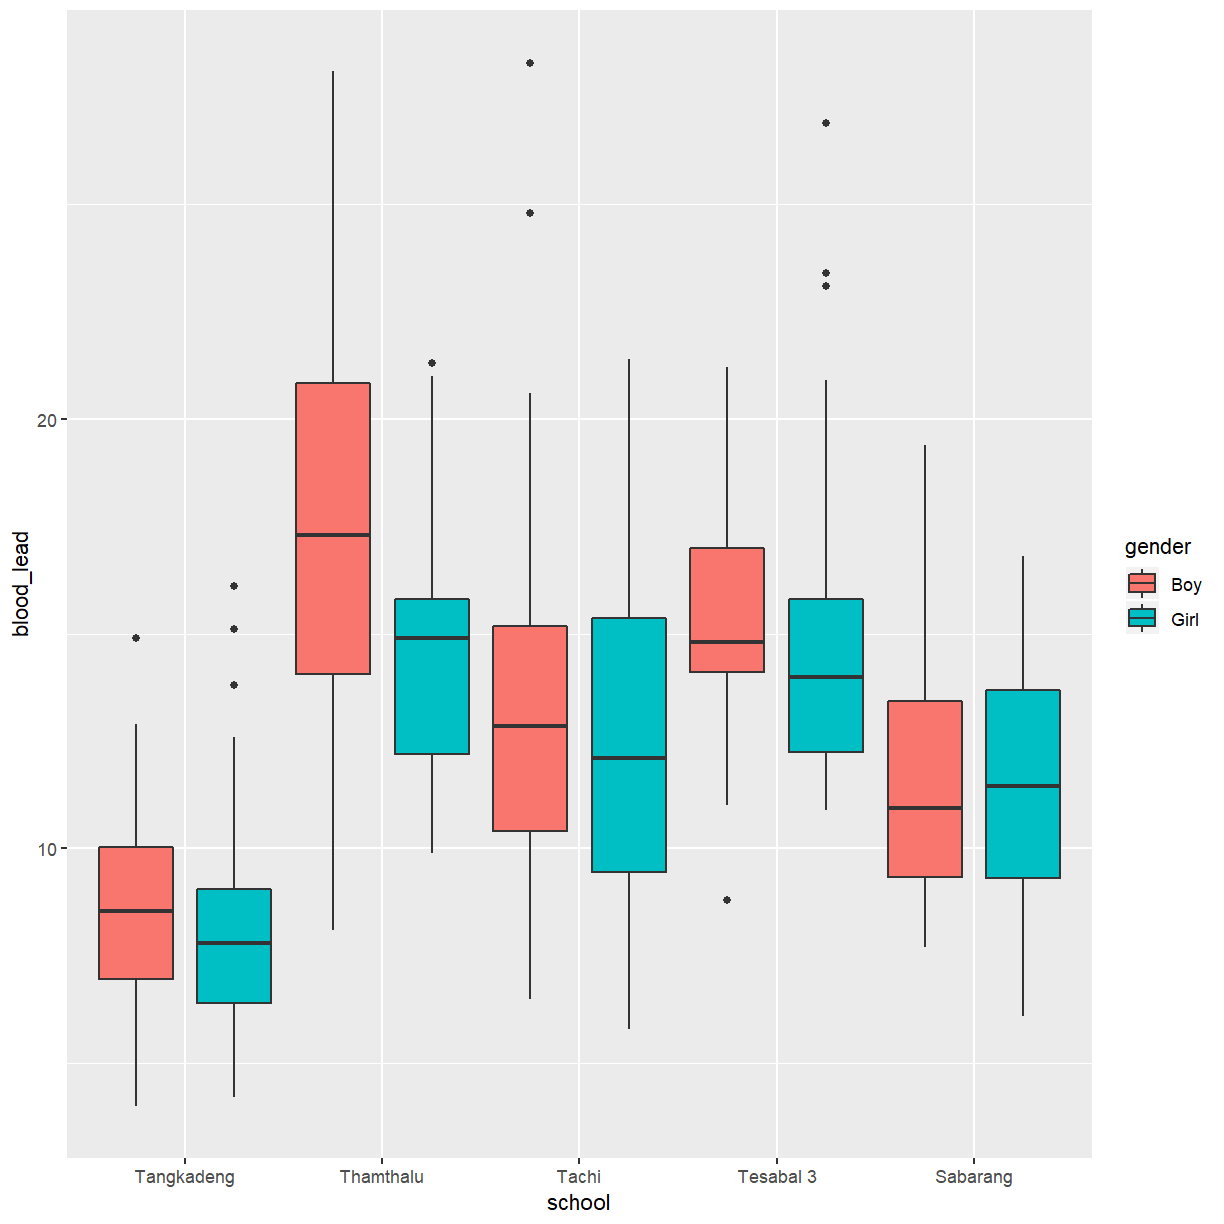 blood_lead
20
10
Tangkadeng
Thamthalu
Tachi
Tesabal 3
Sabarang
school
gender
Boy
Girl